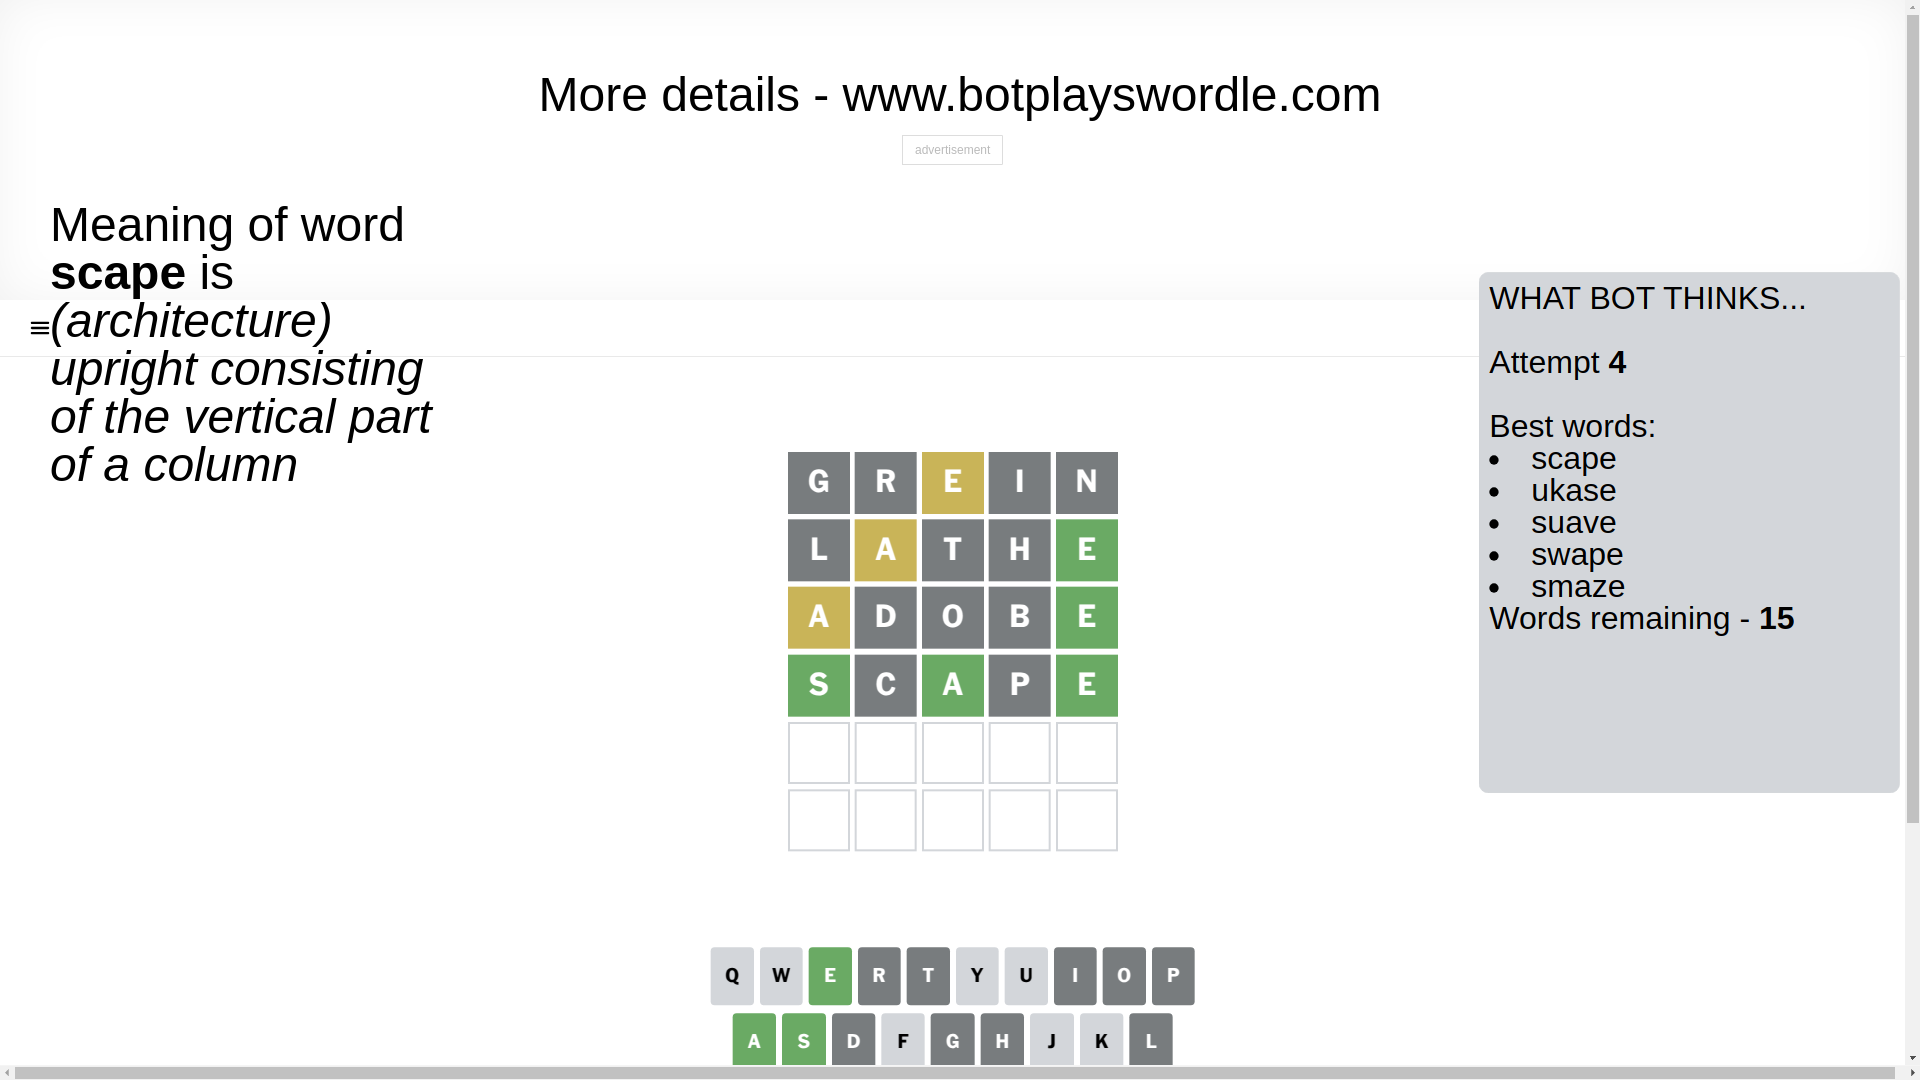 More details - www.botplayswordle.com
advertisement
Meaning of word
scape is
(architecture)
upright consisting
of the vertical part
of a column
WHAT BOT THINKS...
Attempt 4
Best words:
• scape
• ukase
• suave
• swape
• smaze
Words remaining - 15
G R E I N
L A T H E
A D O B E
S C A P E
Q W E R T Y U I O P
A S D F G H J K L